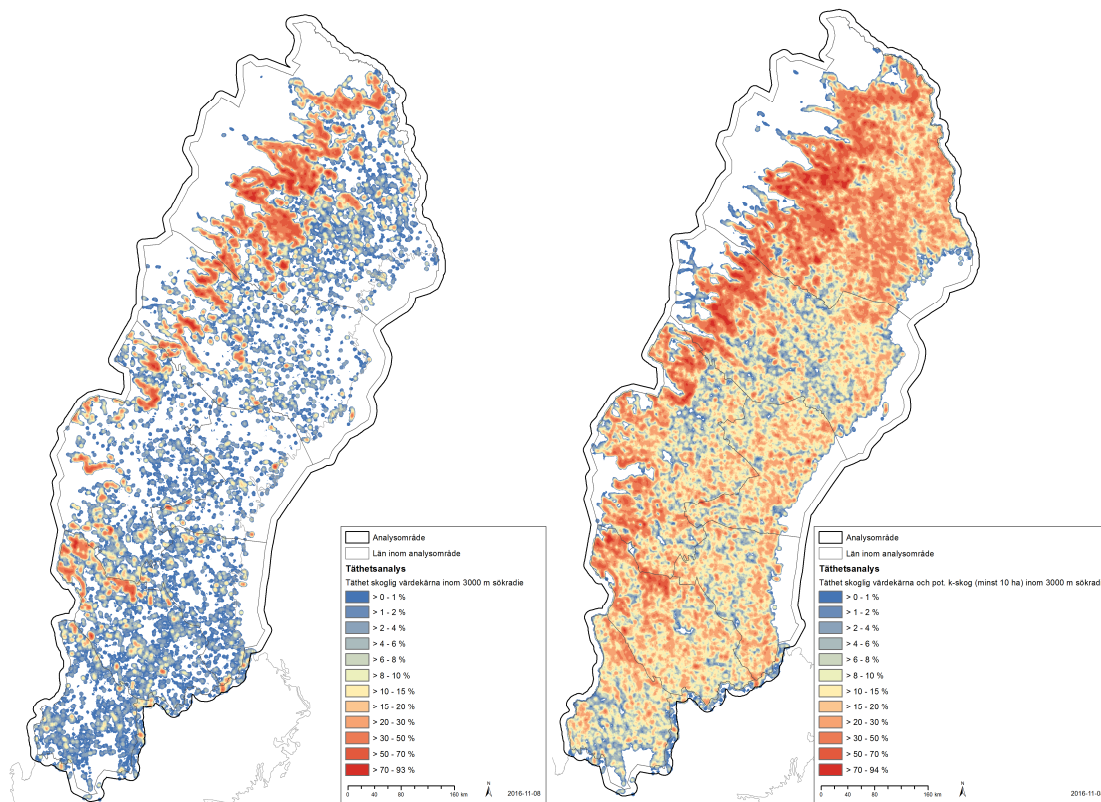 Analysområde
Län inom analysområde
Täthetsanalys
Täthet skoglig värdekärna inom 3000 m sökradie
> 0 - 1 %
> 1 - 2 %
> 2 - 4 %
> 4 - 6 %
> 6 - 8 %
> 8 - 10 %
> 10 - 15 %
> 15 - 20 %
> 20 - 30 %
> 30 - 50 %
> 50 - 70 %
> 70 - 93 %
0 40 80 160 km
N
2016-11-08
Analysområde
Län inom analysområde
Täthetsanalys
Täthet skoglig värdekärna och pot. k-skog (minst 10 ha) inom 3000 m sökrad
> 0 - 1 %
> 1 - 2 %
> 2 - 4 %
> 4 - 6 %
> 6 - 8 %
> 8 - 10 %
> 10 - 15 %
> 15 - 20 %
> 20 - 30 %
> 30 - 50 %
> 50 - 70 %
> 70 - 94 %
0 40 80 160 km
N
2016-11-0